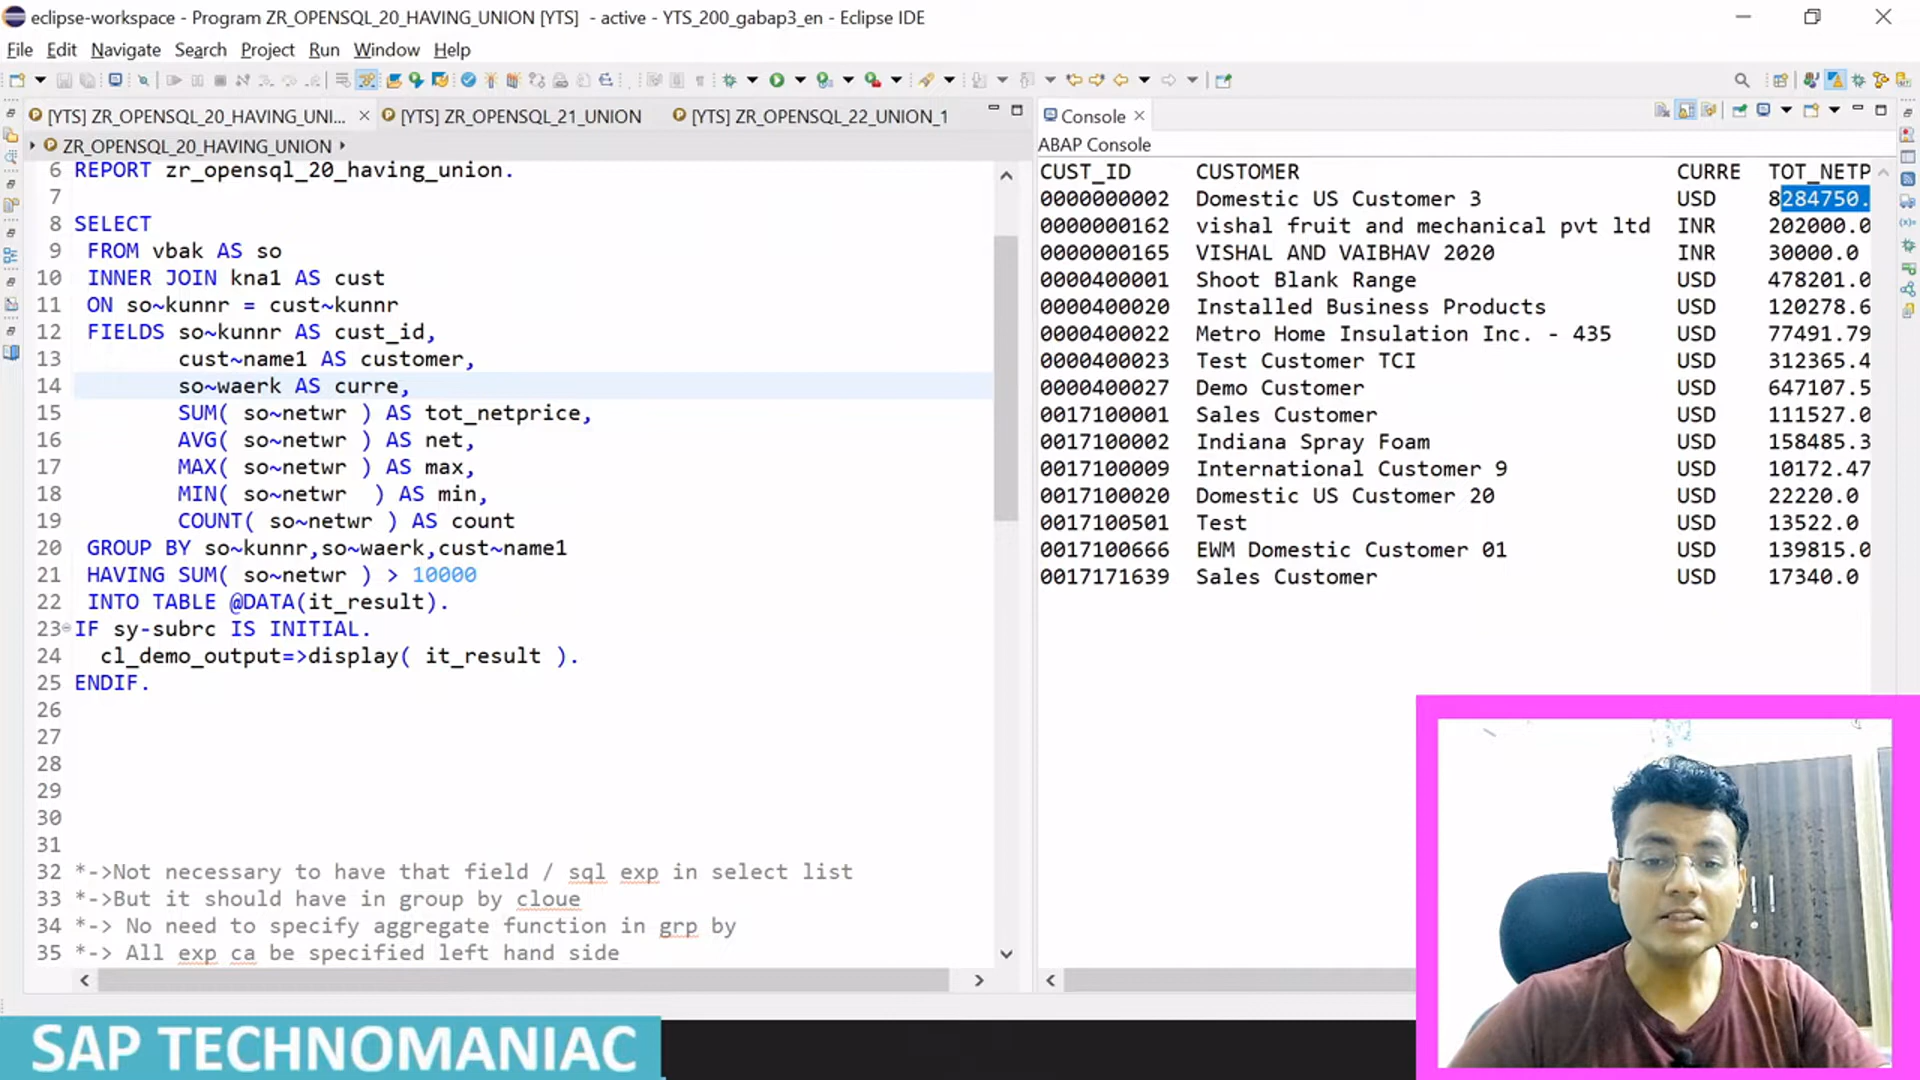 eclipse-workspace - Program ZR_OPENSQL_20_HAVING_UNION [YTS] - active - YTS_200_gabap3_en - Eclipse IDE
File Edit Navigate Search Project Run Window Help
[YTS] ZR_OPENSQL_20_HAVING_UNI... [YTS] ZR_OPENSQL_21_UNION [YTS] ZR_OPENSQL_22_UNION_1
ZR_OPENSQL_20_HAVING_UNION
6 REPORT zr_opensql_20_having_union.
7
8 SELECT
9 FROM vbak AS so
10 INNER JOIN kna1 AS cust
11 ON so~kunnr = cust~kunnr
12 FIELDS so~kunnr AS cust_id,
13 cust~name1 AS customer,
14 so~waerk AS curre,
15 SUM( so~netwr ) AS tot_netprice,
16 AVG( so~netwr ) AS net,
17 MAX( so~netwr ) AS max,
18 MIN( so~netwr  ) AS min,
19 COUNT( so~netwr ) AS count
20 GROUP BY so~kunnr,so~waerk,cust~name1
21 HAVING SUM( so~netwr ) > 10000
22 INTO TABLE @DATA(it_result).
23 IF sy-subrc IS INITIAL.
24 cl_demo_output=>display( it_result ).
25 ENDIF.
26
27
28
29
30
31
32 *->Not necessary to have that field / sql exp in select list
33 *->But it should have in group by cloue
34 *-> No need to specify aggregate function in grp by
35 *-> All exp ca be specified left hand side
Console
ABAP Console
CUST_ID CUSTOMER CURRE TOT_NETP
0000000002 Domestic US Customer 3 USD 8284750.
0000000162 vishal fruit and mechanical pvt ltd INR 202000.0
0000000165 VISHAL AND VAIBHAV 2020 INR 30000.0
0000400001 Shoot Blank Range USD 478201.0
0000400020 Installed Business Products USD 120278.6
0000400022 Metro Home Insulation Inc. - 435 USD 77491.79
0000400023 Test Customer TCI USD 312365.4
0000400027 Demo Customer USD 647107.5
0017100001 Sales Customer USD 111527.0
0017100002 Indiana Spray Foam USD 158485.3
0017100009 International Customer 9 USD 10172.47
0017100020 Domestic US Customer 20 USD 22220.0
0017100501 Test USD 13522.0
0017100666 EWM Domestic Customer 01 USD 139815.0
0017171639 Sales Customer USD 17340.0
SAP TECHNOMANIAC